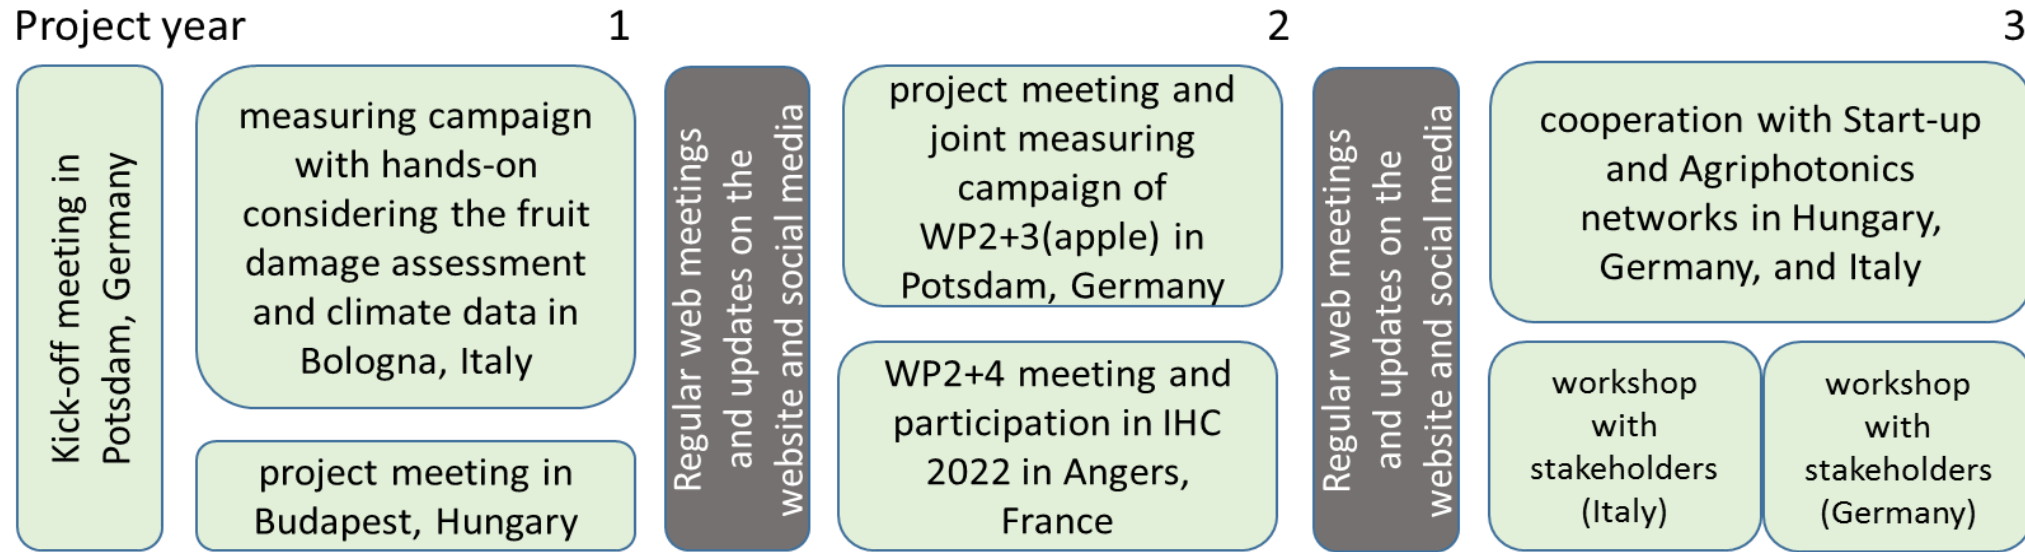 Project year 1 2 3
Kick-off meeting in
Potsdam, Germany
measuring campaign
with hands-on
considering the fruit
damage assessment
and climate data in
Bologna, Italy
project meeting in
Budapest, Hungary
Regular web meetings
and updates on the
website and social media
project meeting and
joint measuring
campaign of
WP2+3(apple) in
Potsdam, Germany
WP2+4 meeting and
participation in IHC
2022 in Angers,
France
Regular web meetings
and updates on the
website and social media
cooperation with Start-up
and Agriphotonics
networks in Hungary,
Germany, and Italy
workshop
with
stakeholders
(Italy)
workshop
with
stakeholders
(Germany)